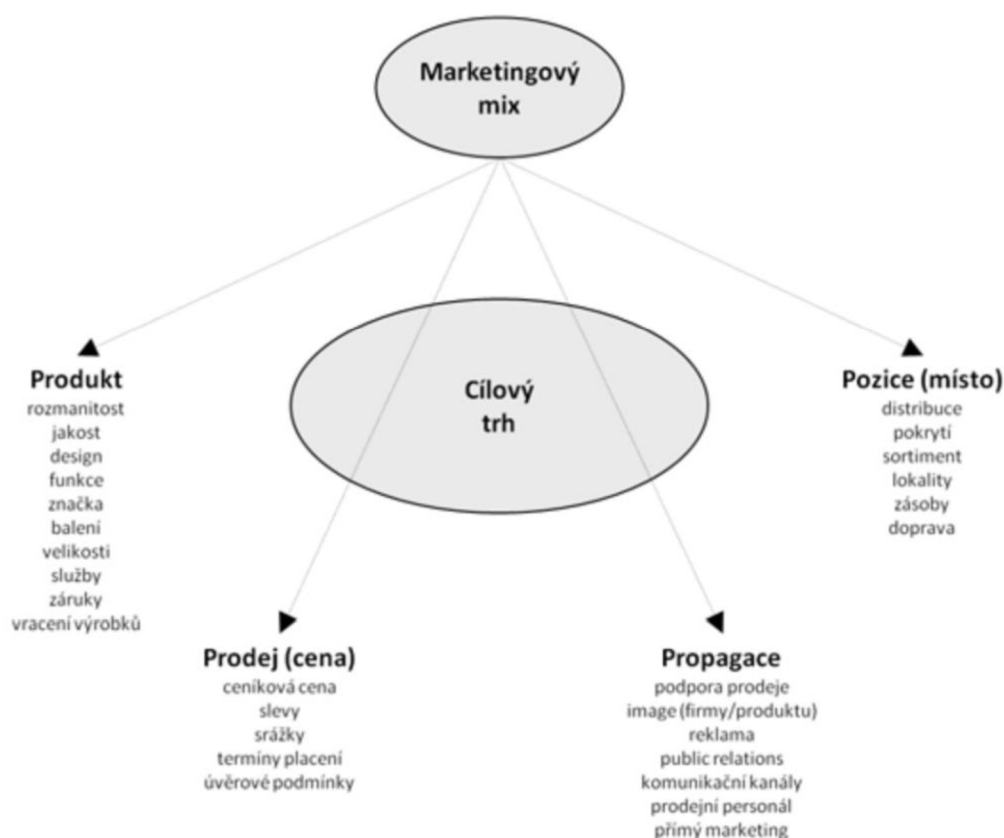 Marketingový
mix
Cílový
trh
Produkt
rozmanitost
jakost
design
funkce
značka
balení
velikosti
služby
záruky
vracení výrobků
Prodej (cena)
ceníková cena
slevy
srážky
termíny placení
úvěrové podmínky
Propagace
podpora prodeje
image (firmy/produktu)
reklama
public relations
komunikační kanály
prodejní personál
přímý marketing
Pozice (místo)
distribuce
pokrytí
sortiment
lokality
zásoby
doprava